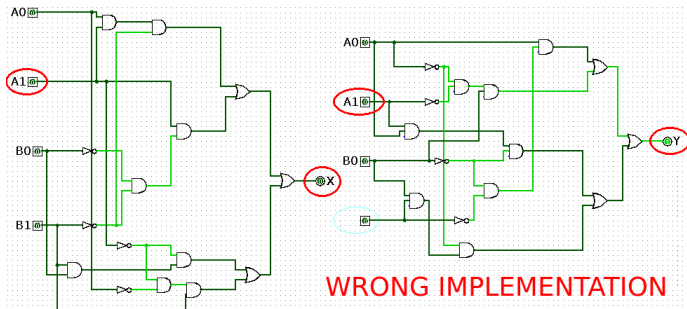 A0
A1
B0
B1
X
A0
A1
B0
Y
WRONG IMPLEMENTATION